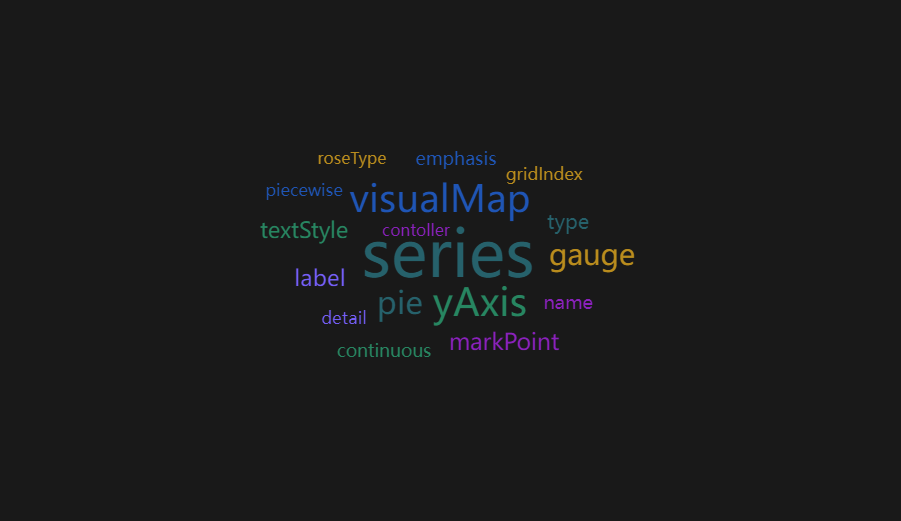 roseType
emphasis
gridIndex
piecewise
visualMap
type
textStyle
contoller
series
gauge
label
pie
yAxis
name
detail
markPoint
continuous